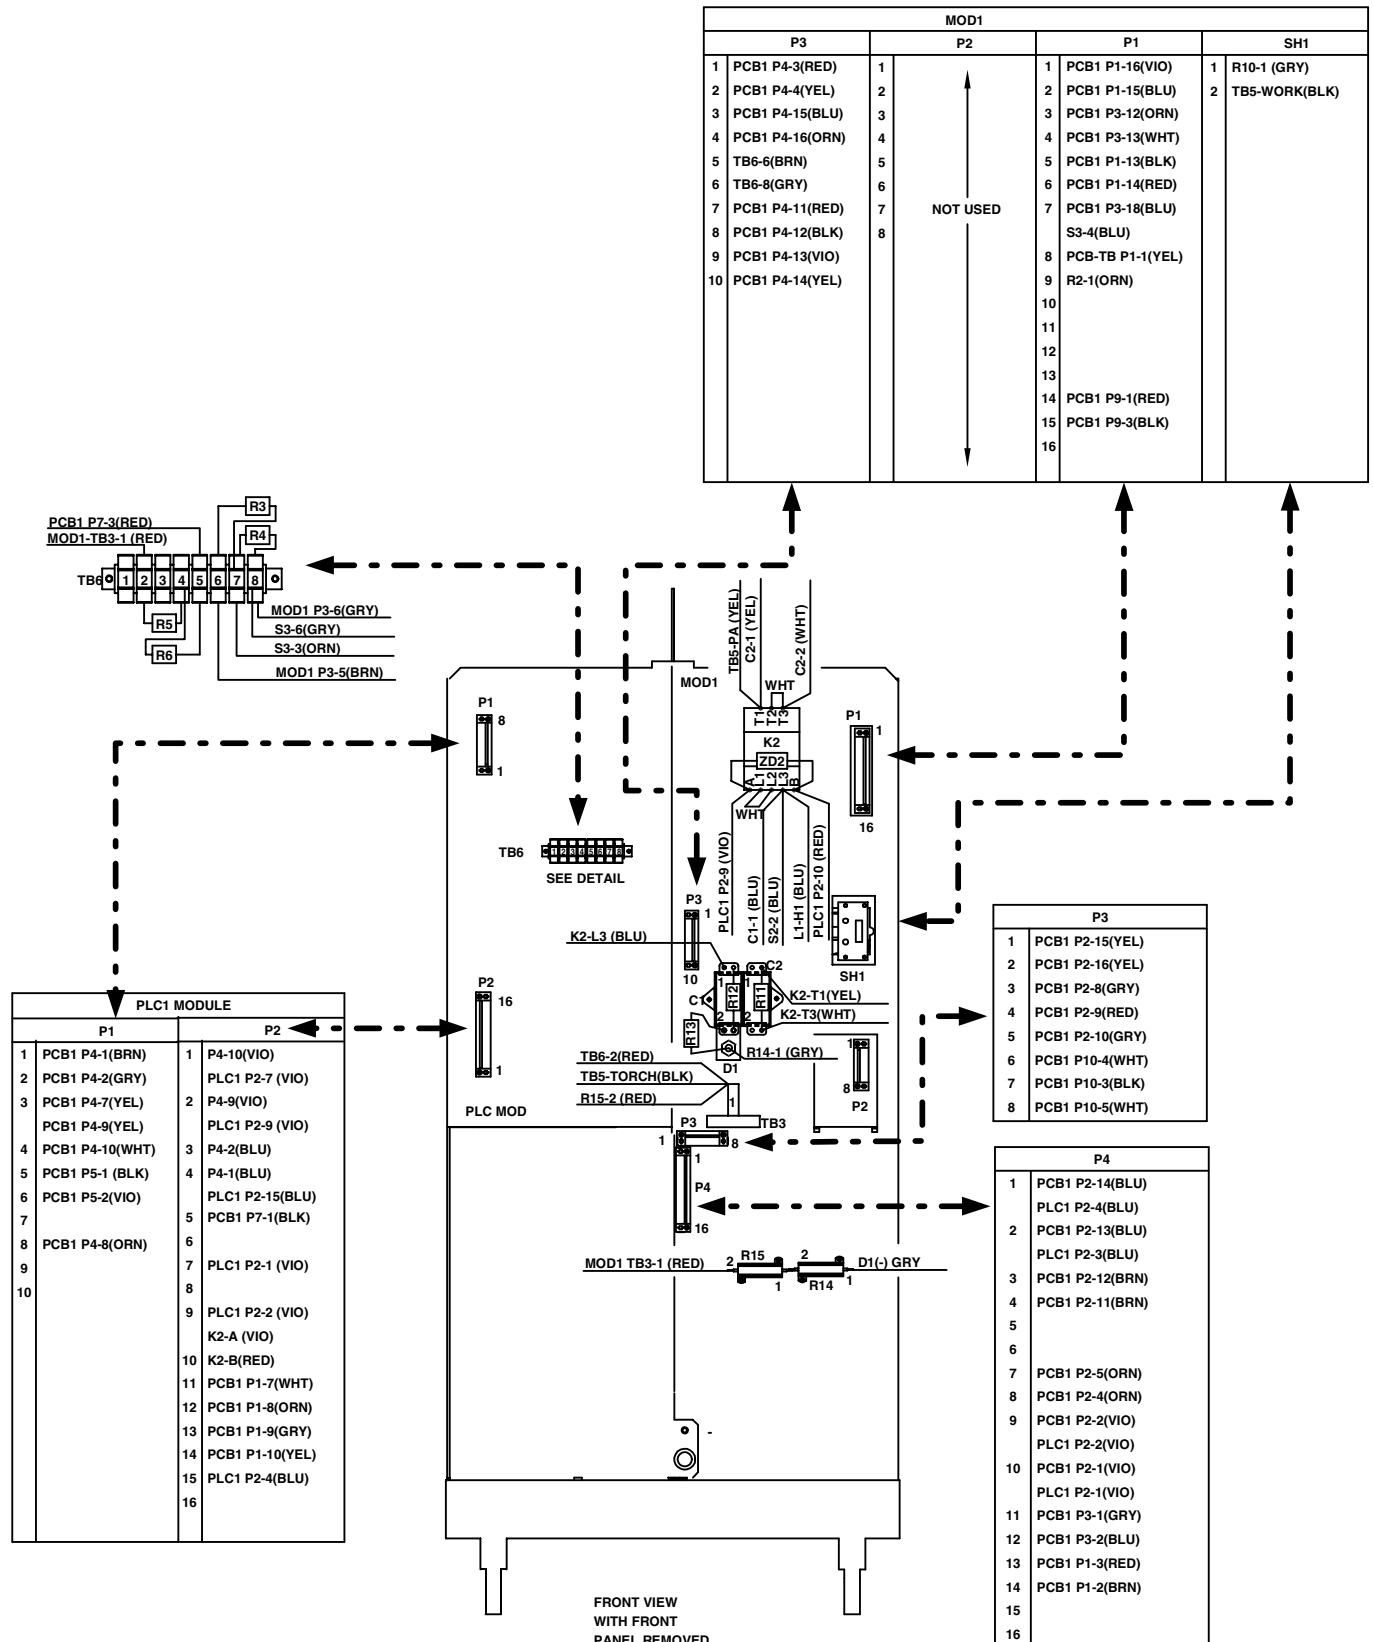 MOD1
P3 P2 P1 SH1
1 PCB1 P4-3(RED)
2 PCB1 P4-4(YEL)
3 PCB1 P4-15(BLU)
4 PCB1 P4-16(ORN)
5 TB6-6(BRN)
6 TB6-8(GRY)
7 PCB1 P4-11(RED)
8 PCB1 P4-12(BLK)
9 PCB1 P4-13(VIO)
10 PCB1 P4-14(YEL)
1
2
3
4
5
6
7
8
NOT USED
1 PCB1 P1-16(VIO)
2 PCB1 P1-15(BLU)
3 PCB1 P3-12(ORN)
4 PCB1 P3-13(WHT)
5 PCB1 P1-13(BLK)
6 PCB1 P1-14(RED)
7 PCB1 P3-18(BLU)
S3-4(BLU)
8 PCB-TB P1-1(YEL)
9 R2-1(ORN)
10
11
12
13
14 PCB1 P9-1(RED)
15 PCB1 P9-3(BLK)
16
1 R10-1 (GRY)
2 TB5-WORK(BLK)
R3
R4
PCB1 P7-3(RED)
MOD1-TB3-1 (RED)
TB6 1 2 3 4 5 6 7 8
R5
R6
MOD1 P3-6(GRY)
S3-6(GRY)
S3-3(ORN)
MOD1 P3-5(BRN)
TB5-PA (YEL)
C2-1 (YEL)
C2-2 (WHT)
MOD1
WHT
T1 T2 T3
K2
ZD2
A L1 L2 L3 B
WHT
PLC1 P2-9 (VIO)
C1-1 (BLU)
S2-2 (BLU)
L1-H1 (BLU)
PLC1 P2-10 (RED)
P1
8
1
P1
1
16
TB6
1 2 3 4 5 6 7 8
SEE DETAIL
P3
1
10
SH1
K2-L3 (BLU)
C2
C1
1 1
R12 R11
2 2
K2-T1(YEL)
K2-T3(WHT)
R13
R14-1 (GRY)
D1
P2
16
1
PLC MOD
TB6-2(RED)
TB5-TORCH(BLK)
R15-2 (RED)
1
TB3
1
8
P2
P3
1 8
1
P4
16
MOD1 TB3-1 (RED)
2 R15
1
2
R14
1
D1(-) GRY
-
PLC1 MODULE
P1 P2
1 PCB1 P4-1(BRN)
2 PCB1 P4-2(GRY)
3 PCB1 P4-7(YEL)
PCB1 P4-9(YEL)
4 PCB1 P4-10(WHT)
5 PCB1 P5-1 (BLK)
6 PCB1 P5-2(VIO)
7
8 PCB1 P4-8(ORN)
9
10
1 P4-10(VIO)
PLC1 P2-7 (VIO)
2 P4-9(VIO)
PLC1 P2-9 (VIO)
3 P4-2(BLU)
4 P4-1(BLU)
PLC1 P2-15(BLU)
5 PCB1 P7-1(BLK)
6
7 PLC1 P2-1 (VIO)
8
9 PLC1 P2-2 (VIO)
K2-A (VIO)
10 K2-B(RED)
11 PCB1 P1-7(WHT)
12 PCB1 P1-8(ORN)
13 PCB1 P1-9(GRY)
14 PCB1 P1-10(YEL)
15 PLC1 P2-4(BLU)
16
P3
1 PCB1 P2-15(YEL)
2 PCB1 P2-16(YEL)
3 PCB1 P2-8(GRY)
4 PCB1 P2-9(RED)
5 PCB1 P2-10(GRY)
6 PCB1 P10-4(WHT)
7 PCB1 P10-3(BLK)
8 PCB1 P10-5(WHT)
P4
1 PCB1 P2-14(BLU)
PLC1 P2-4(BLU)
2 PCB1 P2-13(BLU)
PLC1 P2-3(BLU)
3 PCB1 P2-12(BRN)
4 PCB1 P2-11(BRN)
5
6
7 PCB1 P2-5(ORN)
8 PCB1 P2-4(ORN)
9 PCB1 P2-2(VIO)
PLC1 P2-2(VIO)
10 PCB1 P2-1(VIO)
PLC1 P2-1(VIO)
11 PCB1 P3-1(GRY)
12 PCB1 P3-2(BLU)
13 PCB1 P1-3(RED)
14 PCB1 P1-2(BRN)
15
16
FRONT VIEW
WITH FRONT
PANEL REMOVED